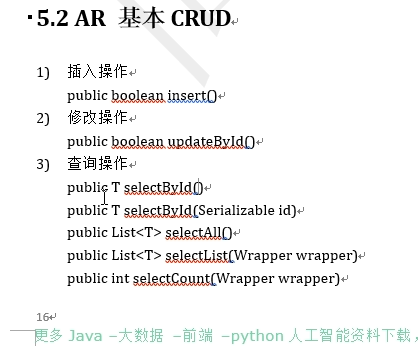 5.2 AR 基本 CRUD
1) 插入操作
public boolean insert()
2) 修改操作
public boolean updateById()
3) 查询操作
public T selectById()
public T selectById(Serializable id)
public List<T> selectAll()
public List<T> selectList(Wrapper wrapper)
public int selectCount(Wrapper wrapper)
16
更多 Java –大数据 –前端 –python 人工智能资料下载，